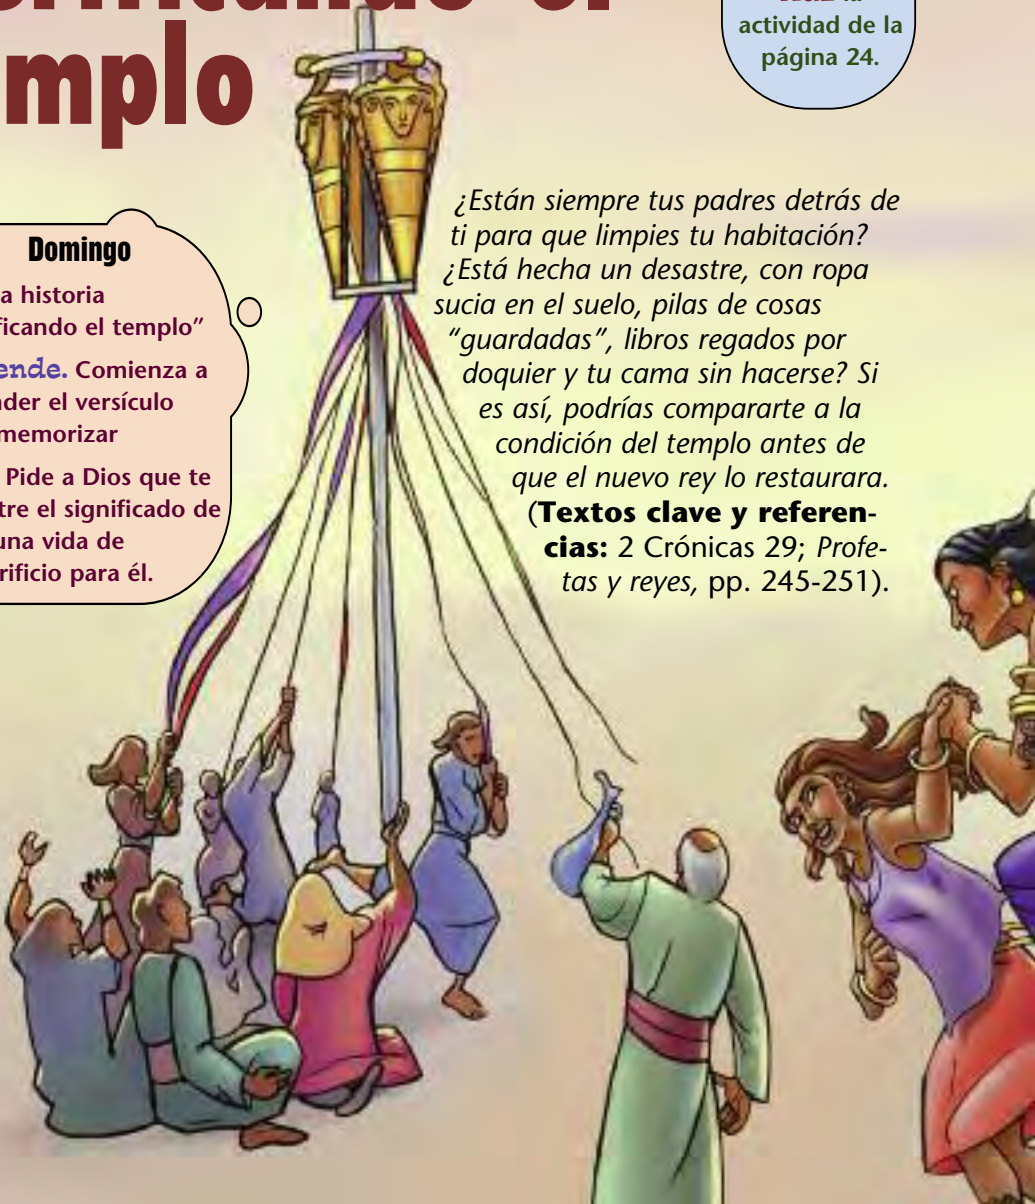 ificando el
mplo
Haz la
actividad de la
página 24.
Domingo
a historia
ficando el templo”
ende. Comienza a
nder el versículo
memorizar
Pide a Dios que te
tre el significado de
una vida de
rificio para él.
¿Están siempre tus padres detrás de
ti para que limpies tu habitación?
¿Está hecha un desastre, con ropa
sucia en el suelo, pilas de cosas
“guardadas”, libros regados por
doquier y tu cama sin hacerse? Si
es así, podrías compararte a la
condición del templo antes de
que el nuevo rey lo restaurara.
(Textos clave y referen-
cias: 2 Crónicas 29; Profe-
tas y reyes, pp. 245-251).